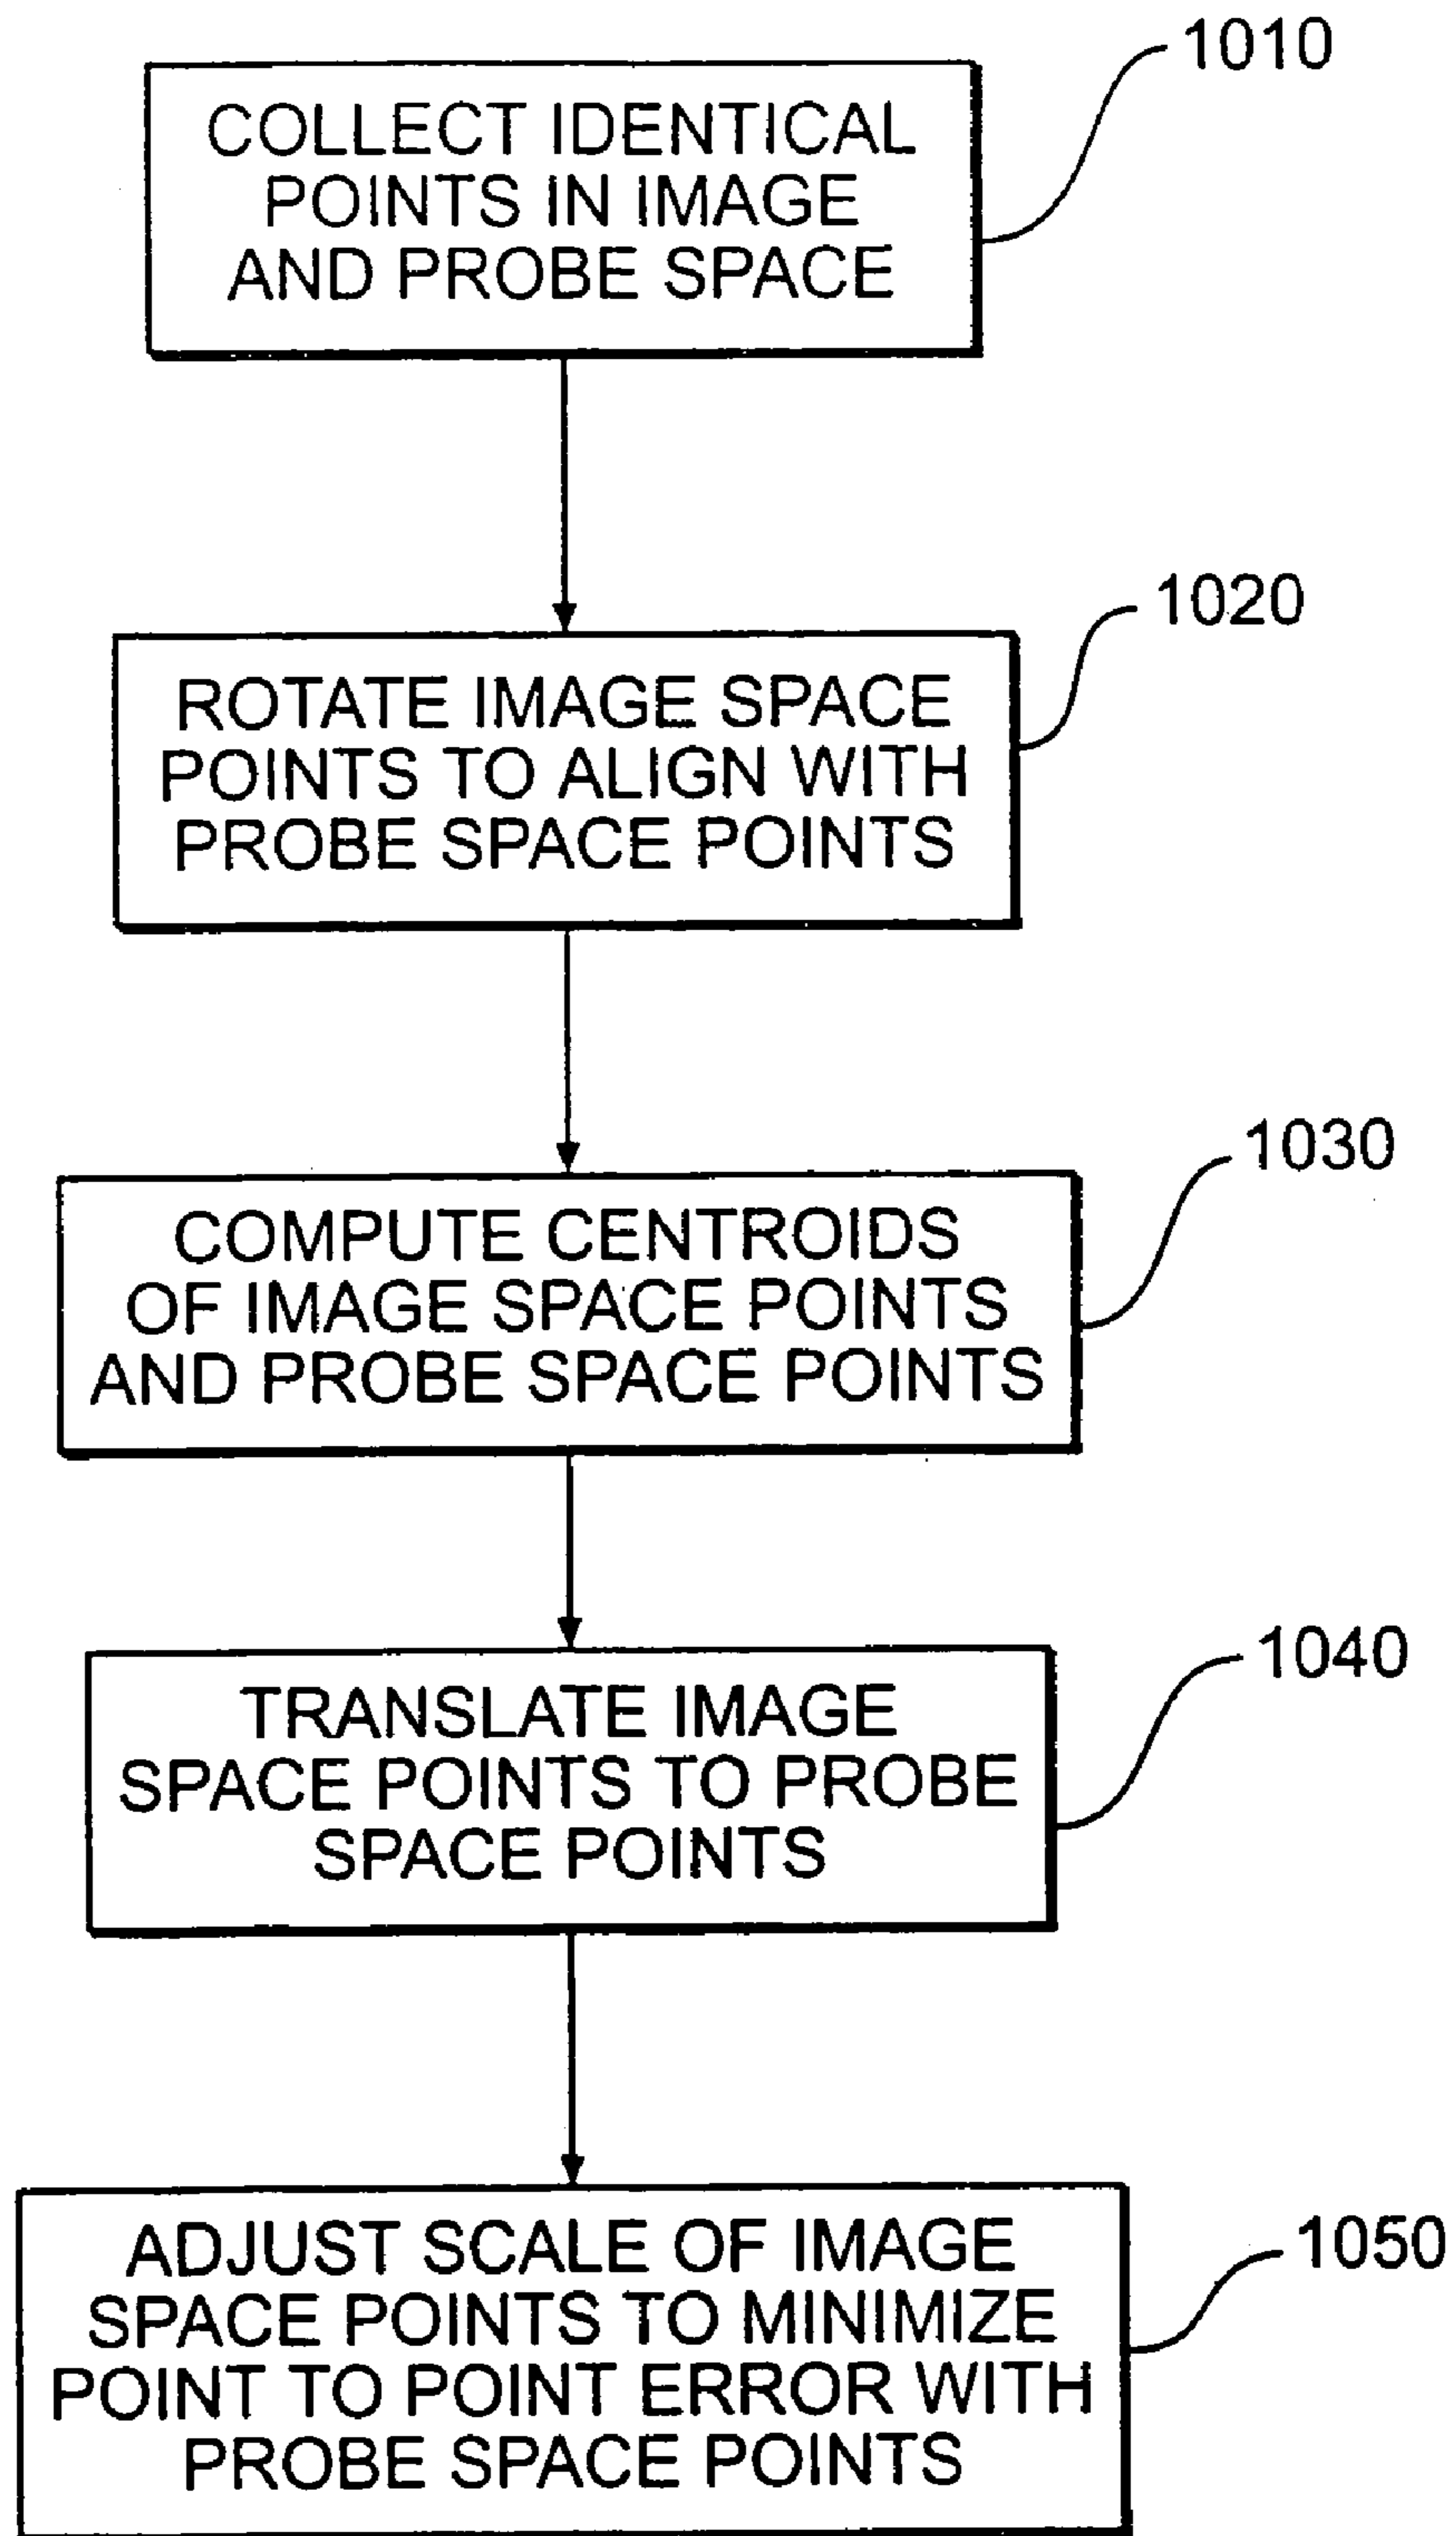 1010
COLLECT IDENTICAL
POINTS IN IMAGE
AND PROBE SPACE
1020
ROTATE IMAGE SPACE
POINTS TO ALIGN WITH
PROBE SPACE POINTS
1030
COMPUTE CENTROIDS
OF IMAGE SPACE POINTS
AND PROBE SPACE POINTS
1040
TRANSLATE IMAGE
SPACE POINTS TO PROBE
SPACE POINTS
1050
ADJUST SCALE OF IMAGE
SPACE POINTS TO MINIMIZE
POINT TO POINT ERROR WITH
PROBE SPACE POINTS